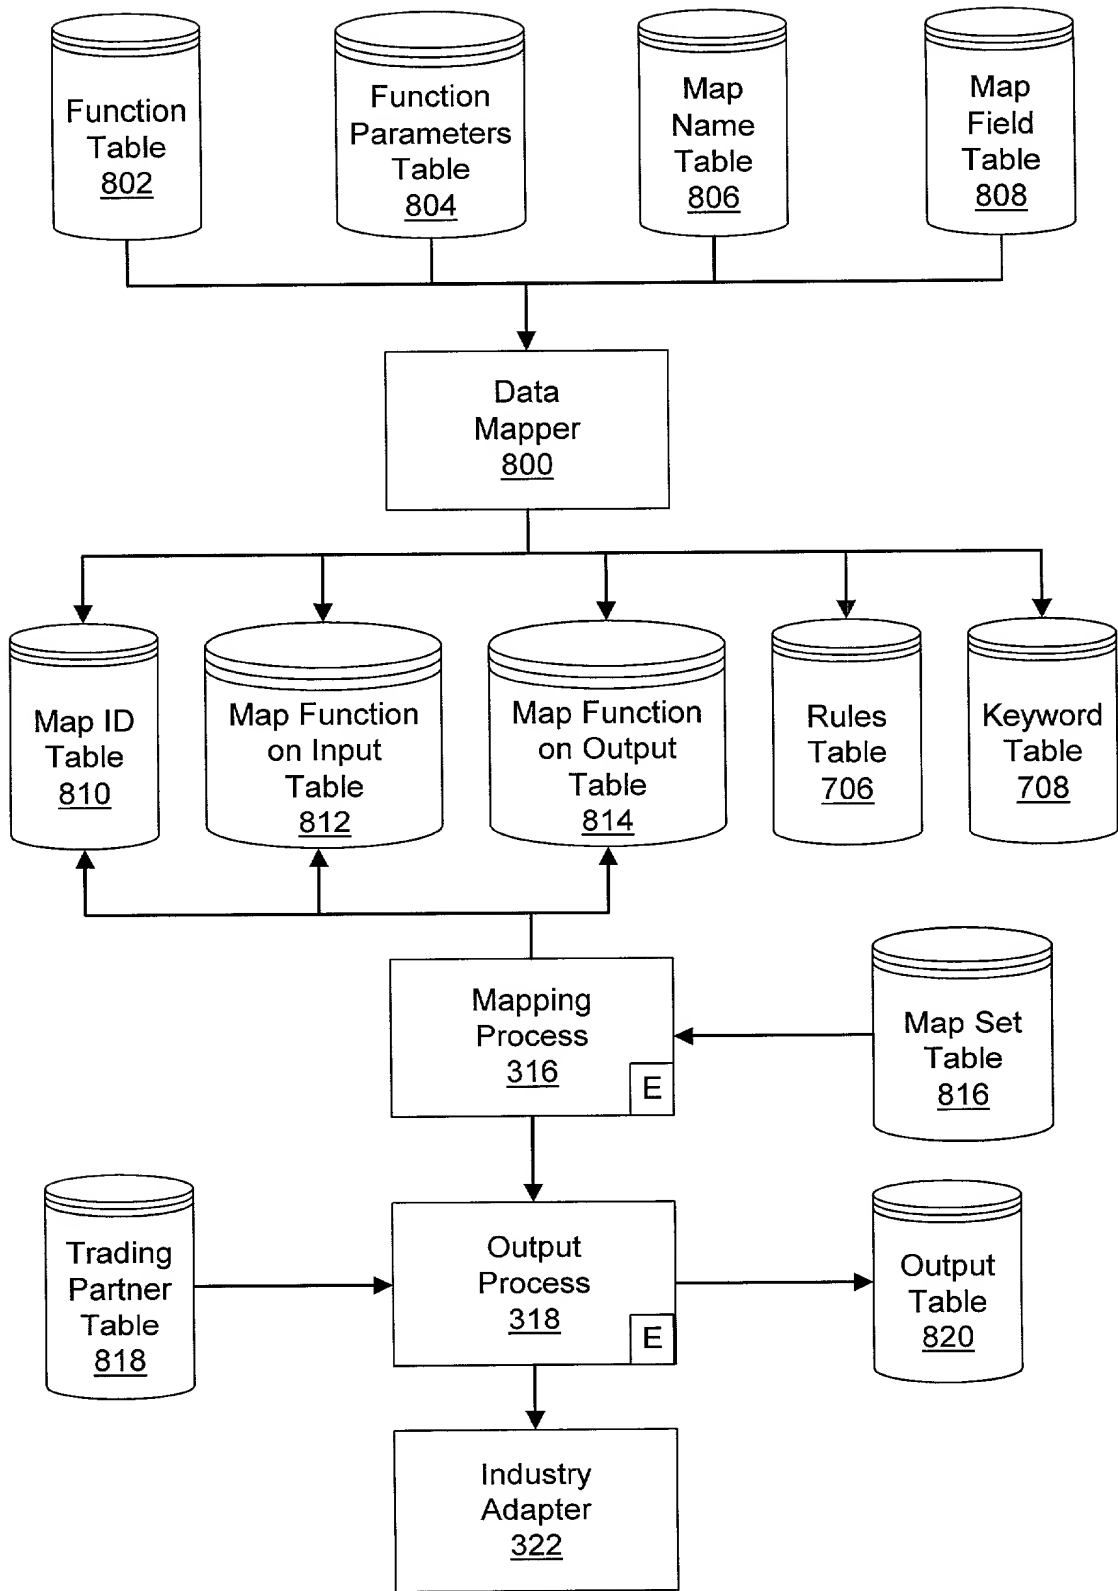 Function
Table
802
Function
Parameters
Table
804
Map
Name
Table
806
Map
Field
Table
808
Data
Mapper
800
Map ID
Table
810
Map Function
on Input
Table
812
Map Function
on Output
Table
814
Rules
Table
706
Keyword
Table
708
Mapping
Process
316
E
Map Set
Table
816
Trading
Partner
Table
818
Output
Process
318
E
Output
Table
820
Industry
Adapter
322